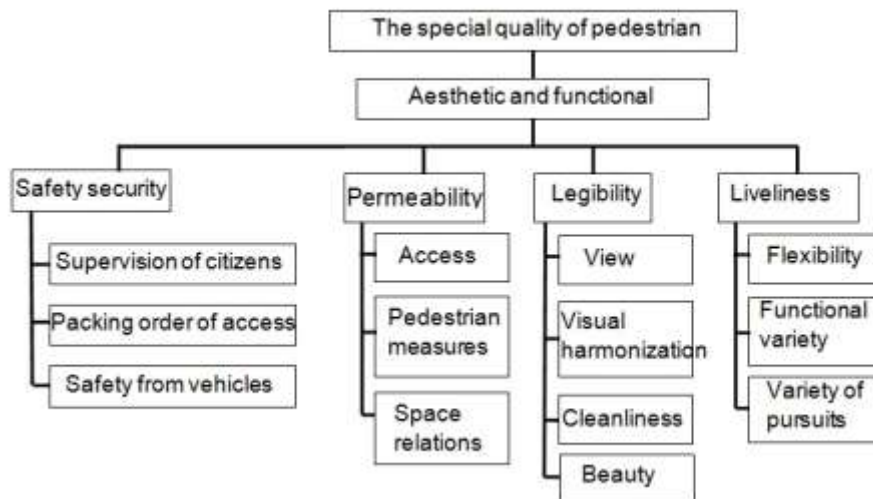 The special quality of pedestrian
Aesthetic and functional
Safety security
Supervision of citizens
Packing order of access
Safety from vehicles
Permeability
Access
Pedestrian
measures
Space
relations
Legibility
View
Visual
harmonization
Cleanliness
Beauty
Liveliness
Flexibility
Functional
variety
Variety of
pursuits